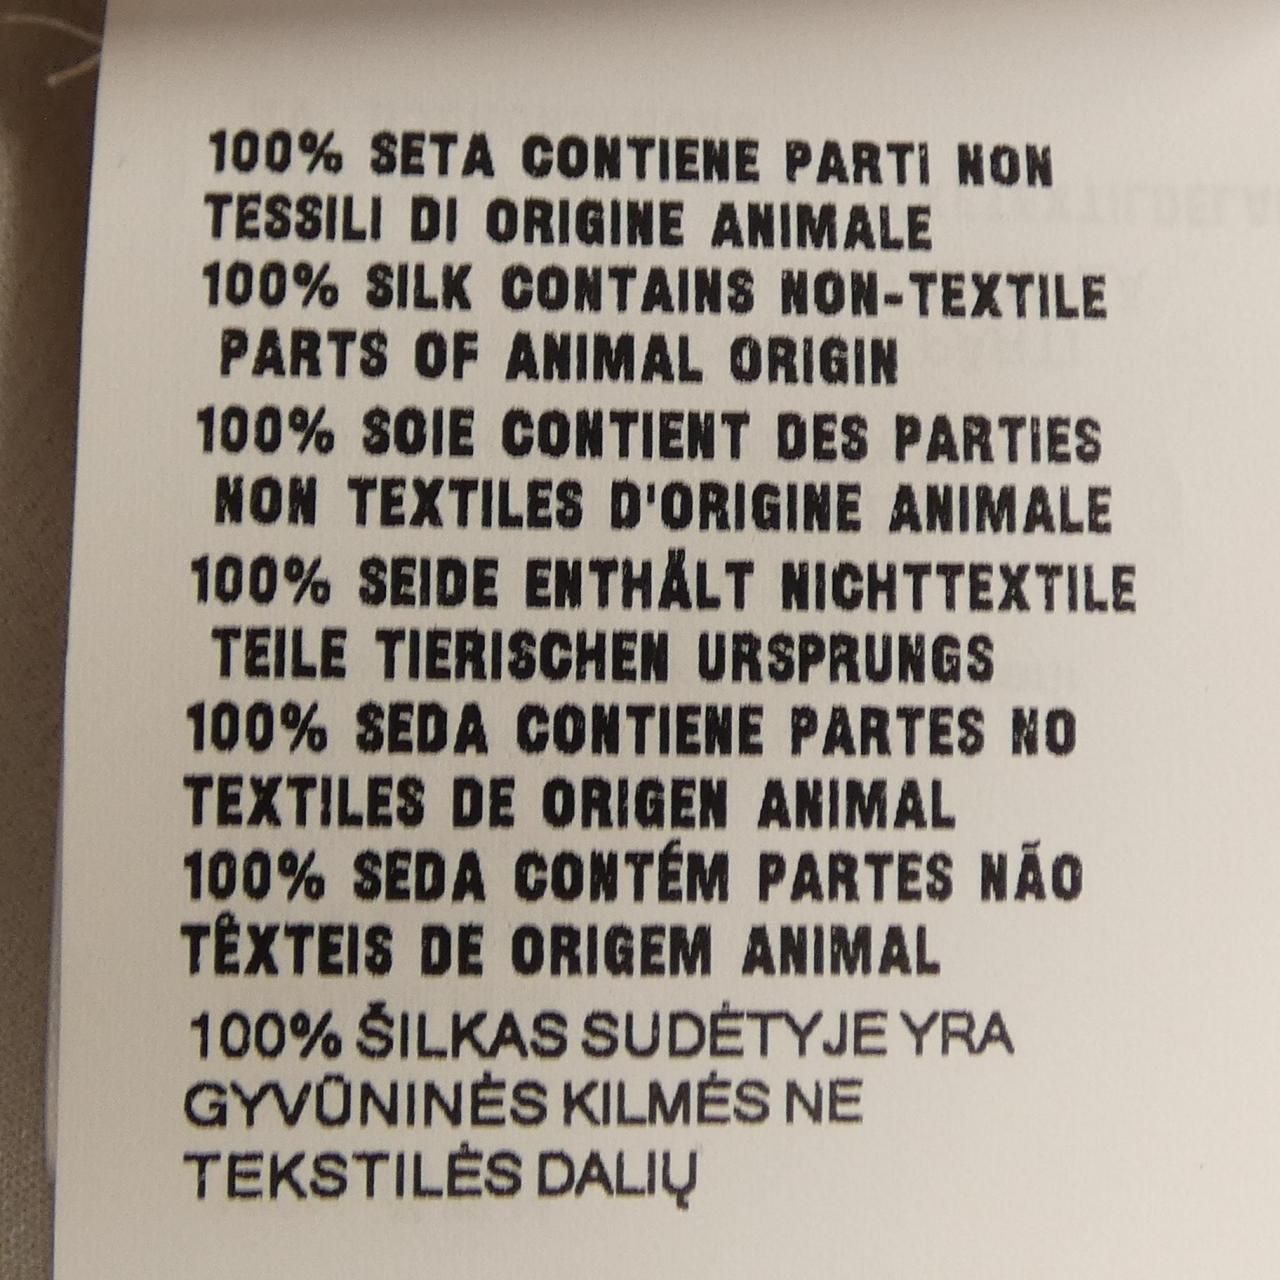 100% SETA CONTIENE PARTI NON
TESSILI DI ORIGINE ANIMALE
100% SILK CONTAINS NON-TEXTILE
PARTS OF ANIMAL ORIGIN
100% SOIE CONTIENT DES PARTIES
NON TEXTILES D'ORIGINE ANIMALE
100% SEIDE ENTHÄLT NICHTTEXTILE
TEILE TIERISCHEN URSPRUNGS
100% SEDA CONTIENE PARTES NO
TEXTILES DE ORIGEN ANIMAL
100% SEDA CONTÉM PARTES NÃO
TÊXTEIS DE ORIGEM ANIMAL
100% ŠILKAS SUDĖTYJE YRA
GYVŪNINĖS KILMĖS NE
TEKSTILĖS DALIŲ